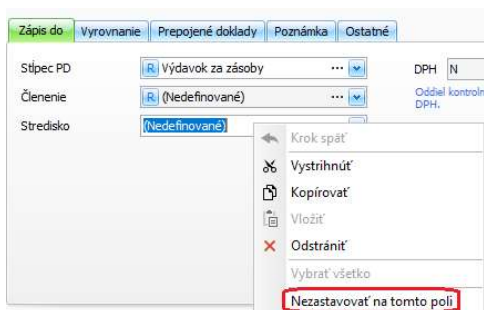 Zápis do Vyrovnanie Prepojené doklady Poznámka Ostatné
Stĺpec PD R Výdavok za zásoby ... DPH N
Členenie R (Nedefinované) ... Oddiel kontroln
DPH.
Stredisko (Nedefinované)
Krok späť
Vystrihnúť
Kopírovať
Vložiť
Odstrániť
Vybrať všetko
Nezastavovať na tomto poli